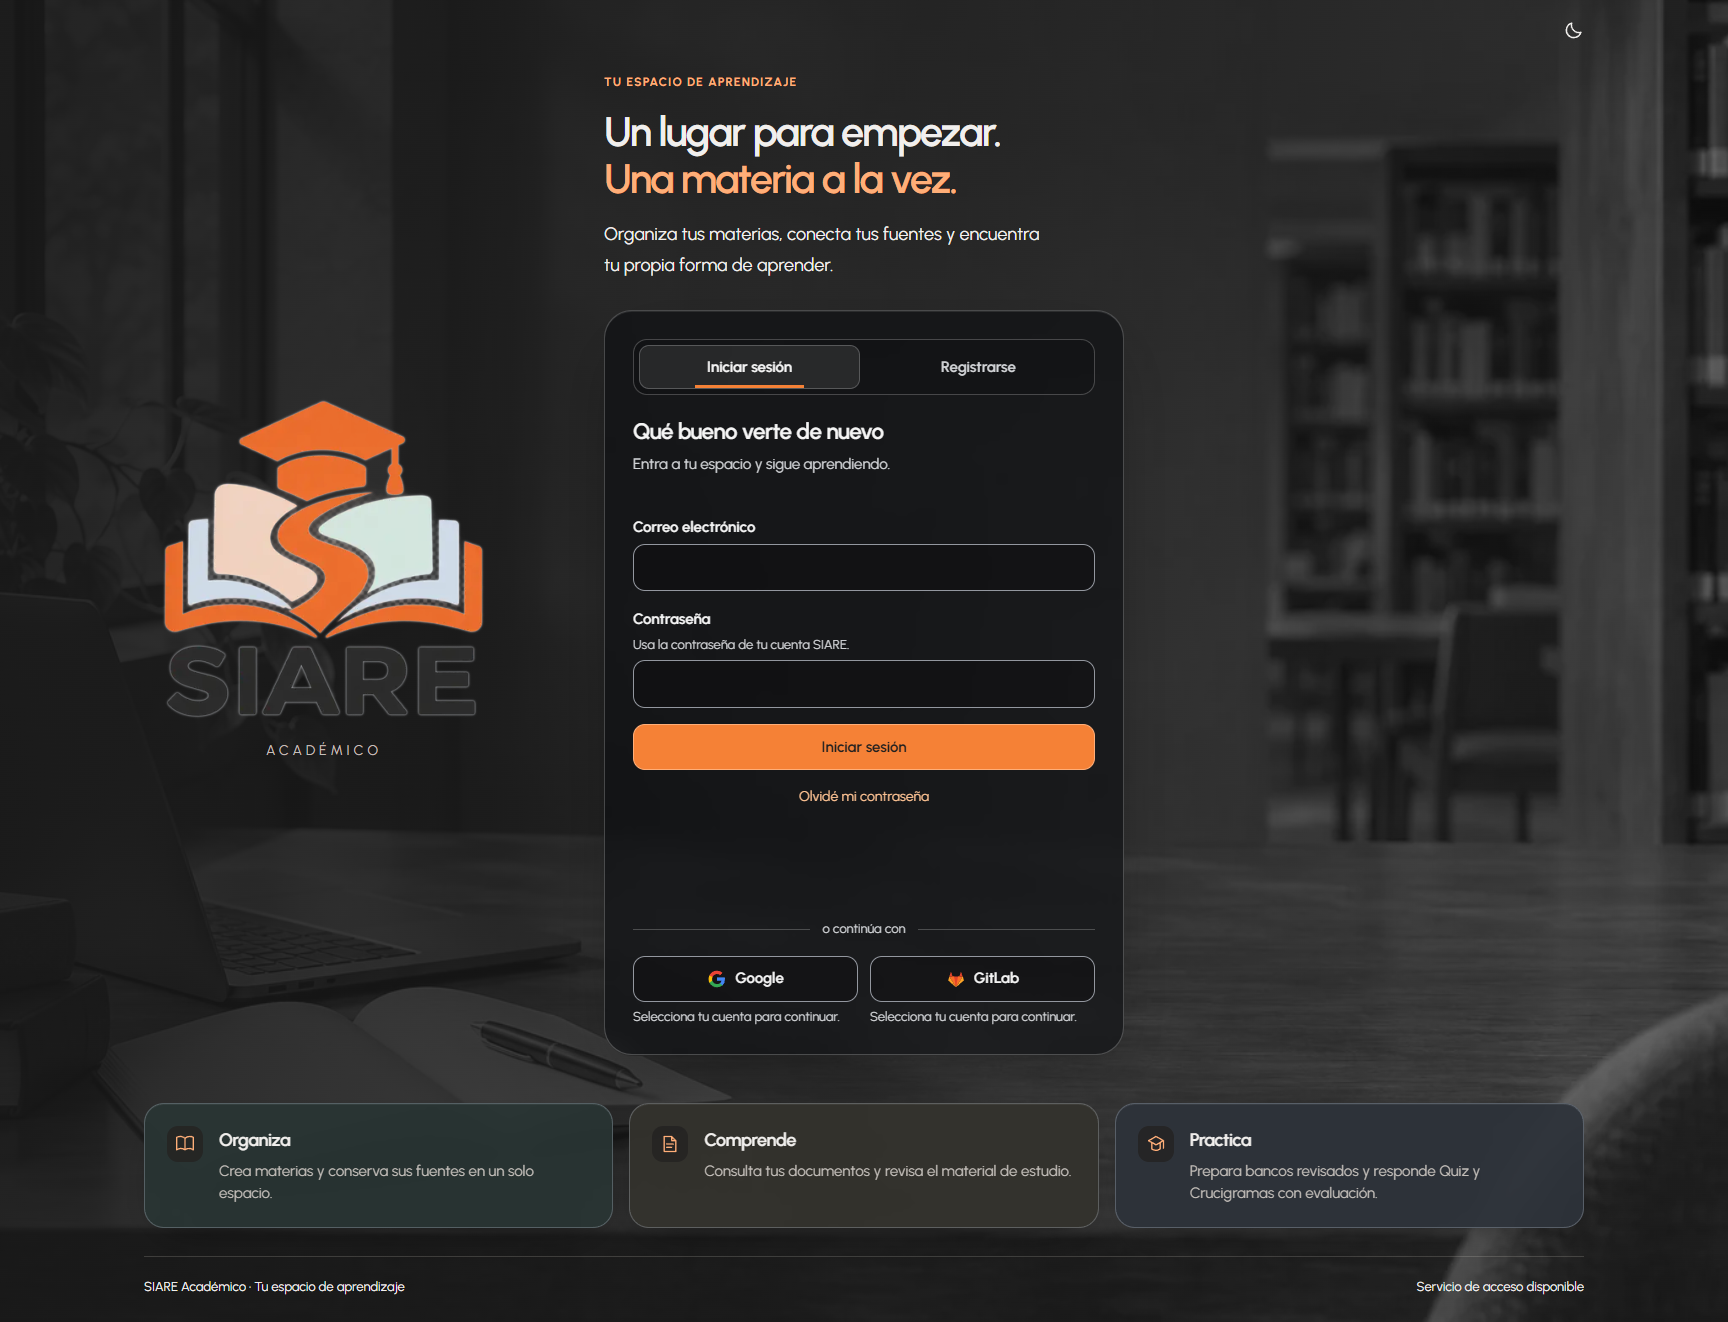 TU ESPACIO DE APRENDIZAJE
Un lugar para empezar.
Una materia a la vez.
Organiza tus materias, conecta tus fuentes y encuentra
tu propia forma de aprender.
SIARE
ACADÉMICO
Iniciar sesión
Registrarse
Qué bueno verte de nuevo
Entra a tu espacio y sigue aprendiendo.
Correo electrónico
Contraseña
Usa la contraseña de tu cuenta SIARE.
Iniciar sesión
Olvidé mi contraseña
o continúa con
Google
GitLab
Selecciona tu cuenta para continuar.
Selecciona tu cuenta para continuar.
Organiza
Crea materias y conserva sus fuentes en un solo
espacio.
Comprende
Consulta tus documentos y revisa el material de estudio.
Practica
Prepara bancos revisados y responde Quiz y
Crucigramas con evaluación.
SIARE Académico · Tu espacio de aprendizaje
Servicio de acceso disponible